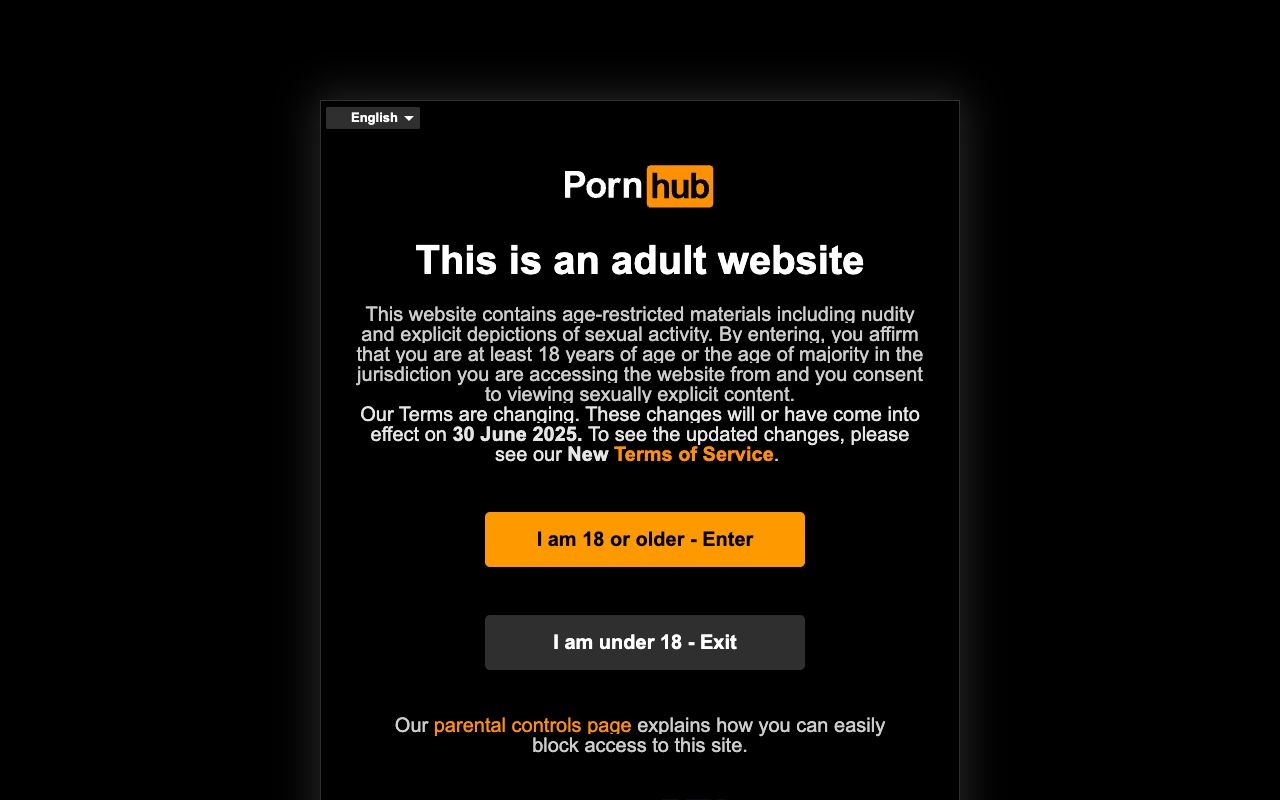 English
Porn hub
This is an adult website
This website contains age-restricted materials including nudity
and explicit depictions of sexual activity. By entering, you affirm
that you are at least 18 years of age or the age of majority in the
jurisdiction you are accessing the website from and you consent
to viewing sexually explicit content.
Our Terms are changing. These changes will or have come into
effect on 30 June 2025. To see the updated changes, please
see our New Terms of Service.
I am 18 or older - Enter
I am under 18 - Exit
Our parental controls page explains how you can easily
block access to this site.